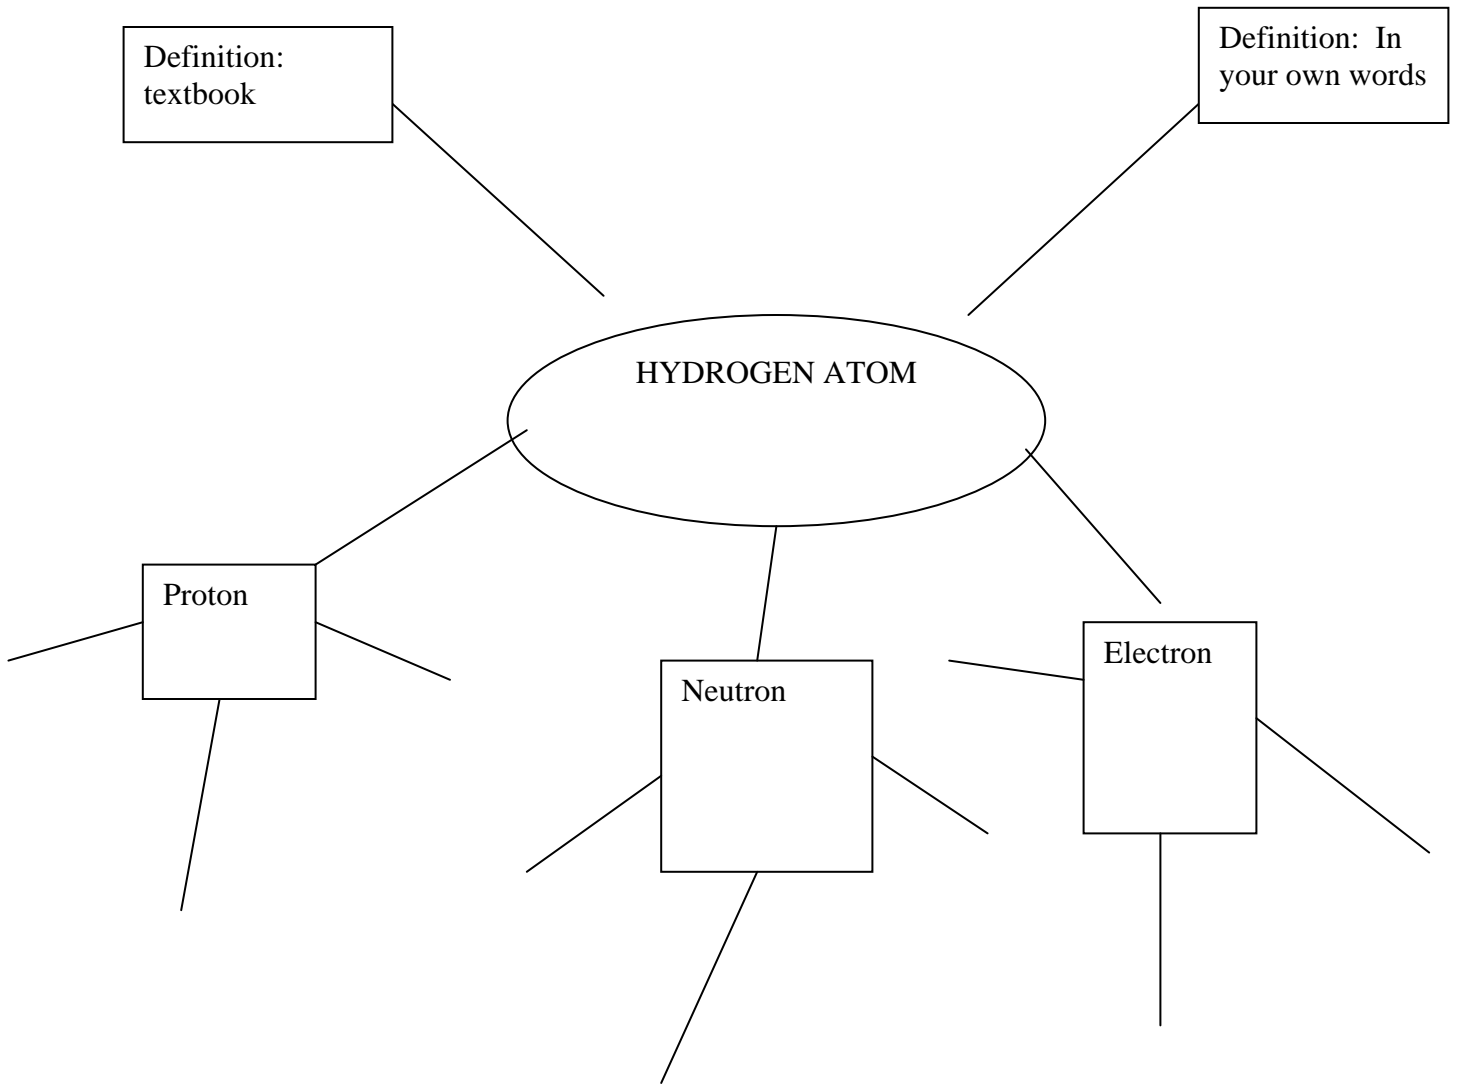 Definition:
textbook
Definition:  In
your own words
HYDROGEN ATOM
Proton
Neutron
Electron